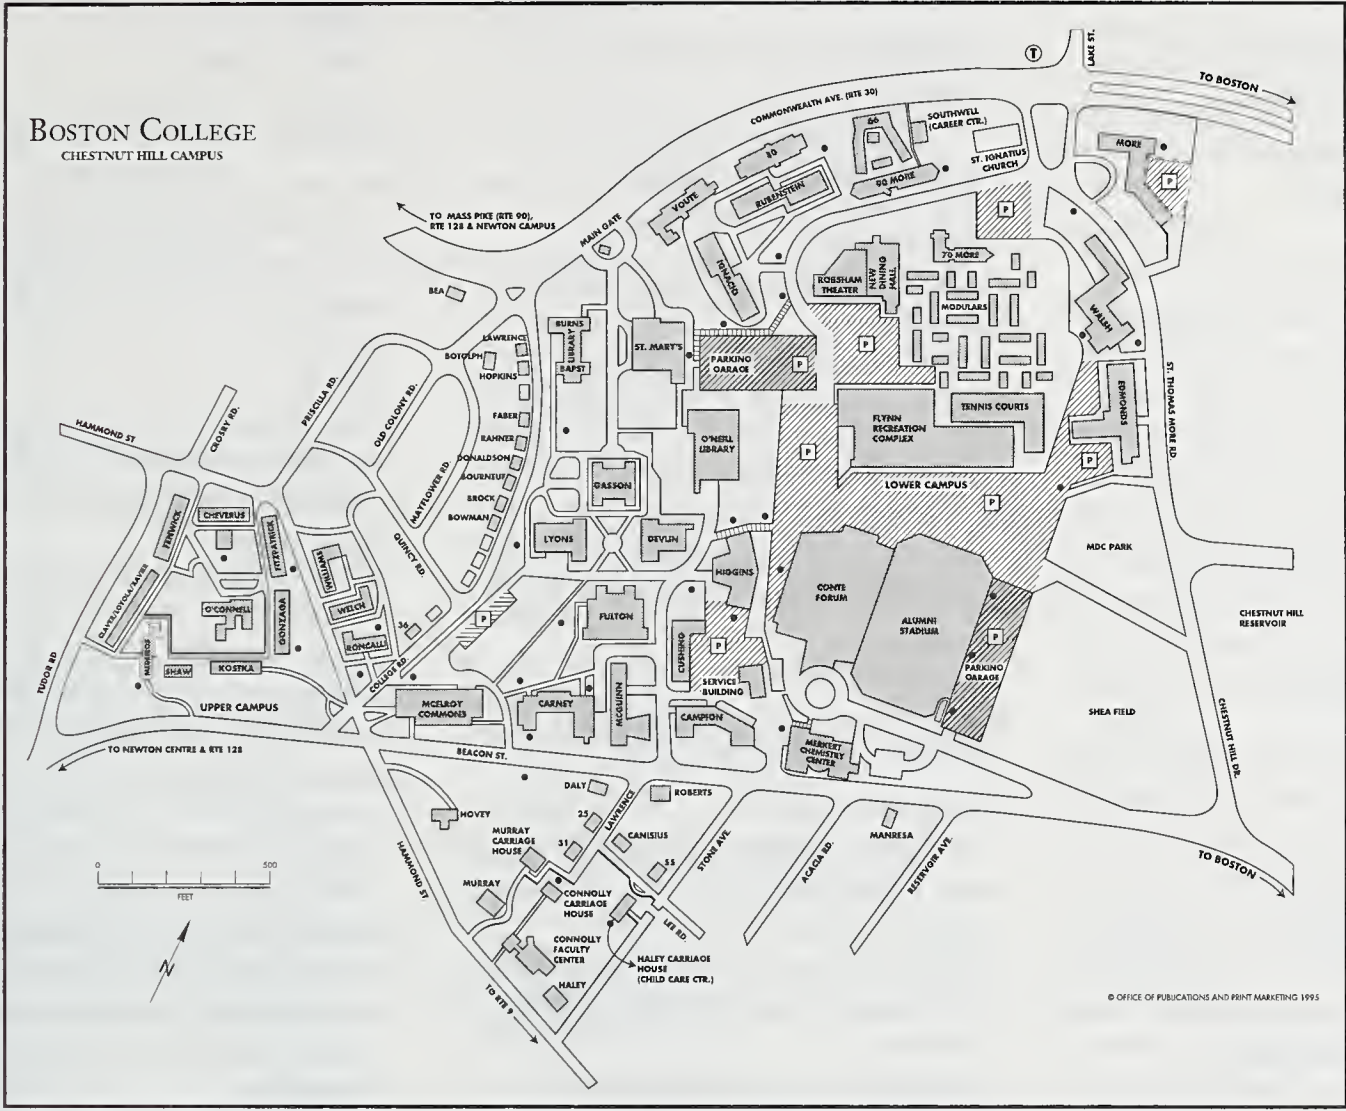 BOSTON COLLEGE
CHESTNUT HILL CAMPUS
T
LAKE ST.
TO BOSTON
COMMONWEALTH AVE. (RTE 30)
SOUTHWELL
(CAREER CTR.)
66
80
ST. IGNATIUS
CHURCH
MORE
P
90 MORE
RUBENSTEIN
VOUTE
P
TO MASS PIKE (RTE 90),
RTE 128 & NEWTON CAMPUS
MAIN GATE
IGNACIO
ROBSHAM
THEATER
NEW
DINING
HALL
70 MORE
MODULARS
WALSH
BEA
BURNS
LIBRARY
BAPST
ST. MARY'S
PARKING
GARAGE
P
P
LAWRENCE
BOTOLPH
HOPKINS
FABER
RAHNER
DONALDSON
BOURNEUF
BROCK
BOWMAN
PRISCILLA RD.
OLD COLONY RD.
MAYFLOWER RD.
QUINCY RD.
HAMMOND ST
CROSBY RD.
FLYNN
RECREATION
COMPLEX
TENNIS COURTS
EDMONDS
ST. THOMAS MORE RD.
O'NEILL
LIBRARY
P
P
P
LOWER CAMPUS
GASSON
LYONS
DEVLIN
HIGGINS
CONTE
FORUM
ALUMNI
STADIUM
MDC PARK
CHESTNUT HILL
RESERVOIR
FENWICK
CHEVERUS
FITZPATRICK
WILLIAMS
WELCH
RONCALLI
CLAVER/LOYOLA/XAVIER
O'CONNELL
GONZAGA
MEDEIROS
SHAW
KOSTKA
TUDOR RD
UPPER CAMPUS
36
COLLEGE RD
P
FULTON
CUSHING
P
SERVICE
BUILDING
P
PARKING
GARAGE
SHEA FIELD
CHESTNUT HILL DR.
MCELROY
COMMONS
CARNEY
MCGUINN
CAMPION
MERKERT
CHEMISTRY
CENTER
TO NEWTON CENTRE & RTE 128
BEACON ST.
DALY
LAWRENCE
ROBERTS
25
CANISIUS
31
55
STONE AVE.
ACACIA RD.
MANRESA
RESERVOIR AVE.
TO BOSTON
HOVEY
MURRAY
CARRIAGE
HOUSE
HAMMOND ST.
MURRAY
CONNOLLY
CARRIAGE
HOUSE
LEE RD.
CONNOLLY
FACULTY
CENTER
HALEY CARRIAGE
HOUSE
(CHILD CARE CTR.)
HALEY
TO RTE 9
0
500
FEET
N
© OFFICE OF PUBLICATIONS AND PRINT MARKETING 1995